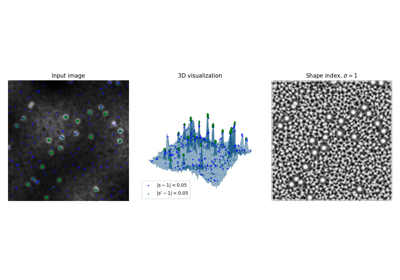 Input image
3D visualization
Shape index, σ = 1
|s − 1| < 0.05
|s' − 1| < 0.05